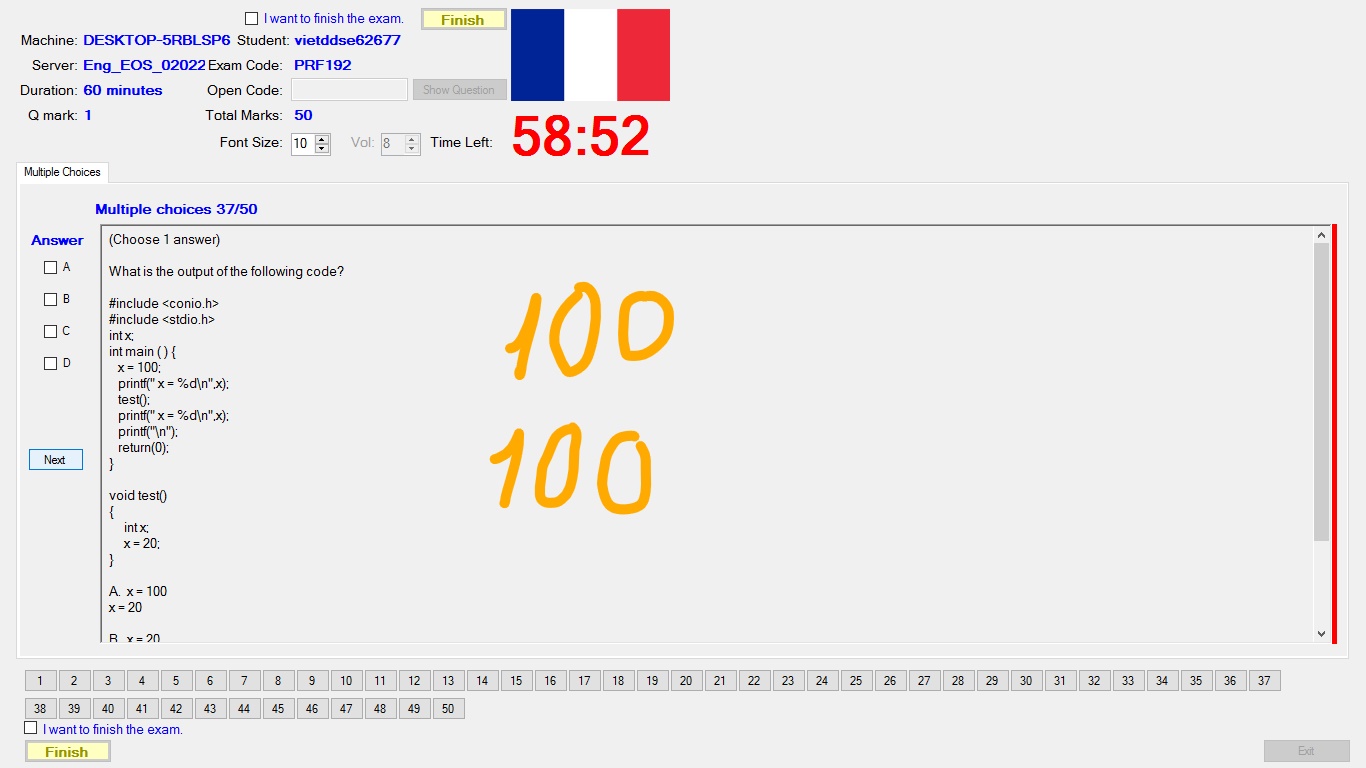 I want to finish the exam. Finish
Machine: DESKTOP-5RBLSP6 Student: vietddse62677
Server: Eng_EOS_02022 Exam Code: PRF192
Duration: 60 minutes Open Code: Show Question
Q mark: 1 Total Marks: 50
Font Size: 10 Vol: 8 Time Left: 58:52
Multiple Choices
Multiple choices 37/50
Answer
A
B
C
D
Next
(Choose 1 answer)
What is the output of the following code?
#include <conio.h>
#include <stdio.h>
int x;
int main ( ) {
x = 100;
printf(" x = %d\n",x);
test();
printf(" x = %d\n",x);
printf("\n");
return(0);
}
void test()
{
int x;
x = 20;
}
A. x = 100
x = 20
B. x = 20
100
100
1 2 3 4 5 6 7 8 9 10 11 12 13 14 15 16 17 18 19 20 21 22 23 24 25 26 27 28 29 30 31 32 33 34 35 36 37
38 39 40 41 42 43 44 45 46 47 48 49 50
I want to finish the exam.
Finish Exit